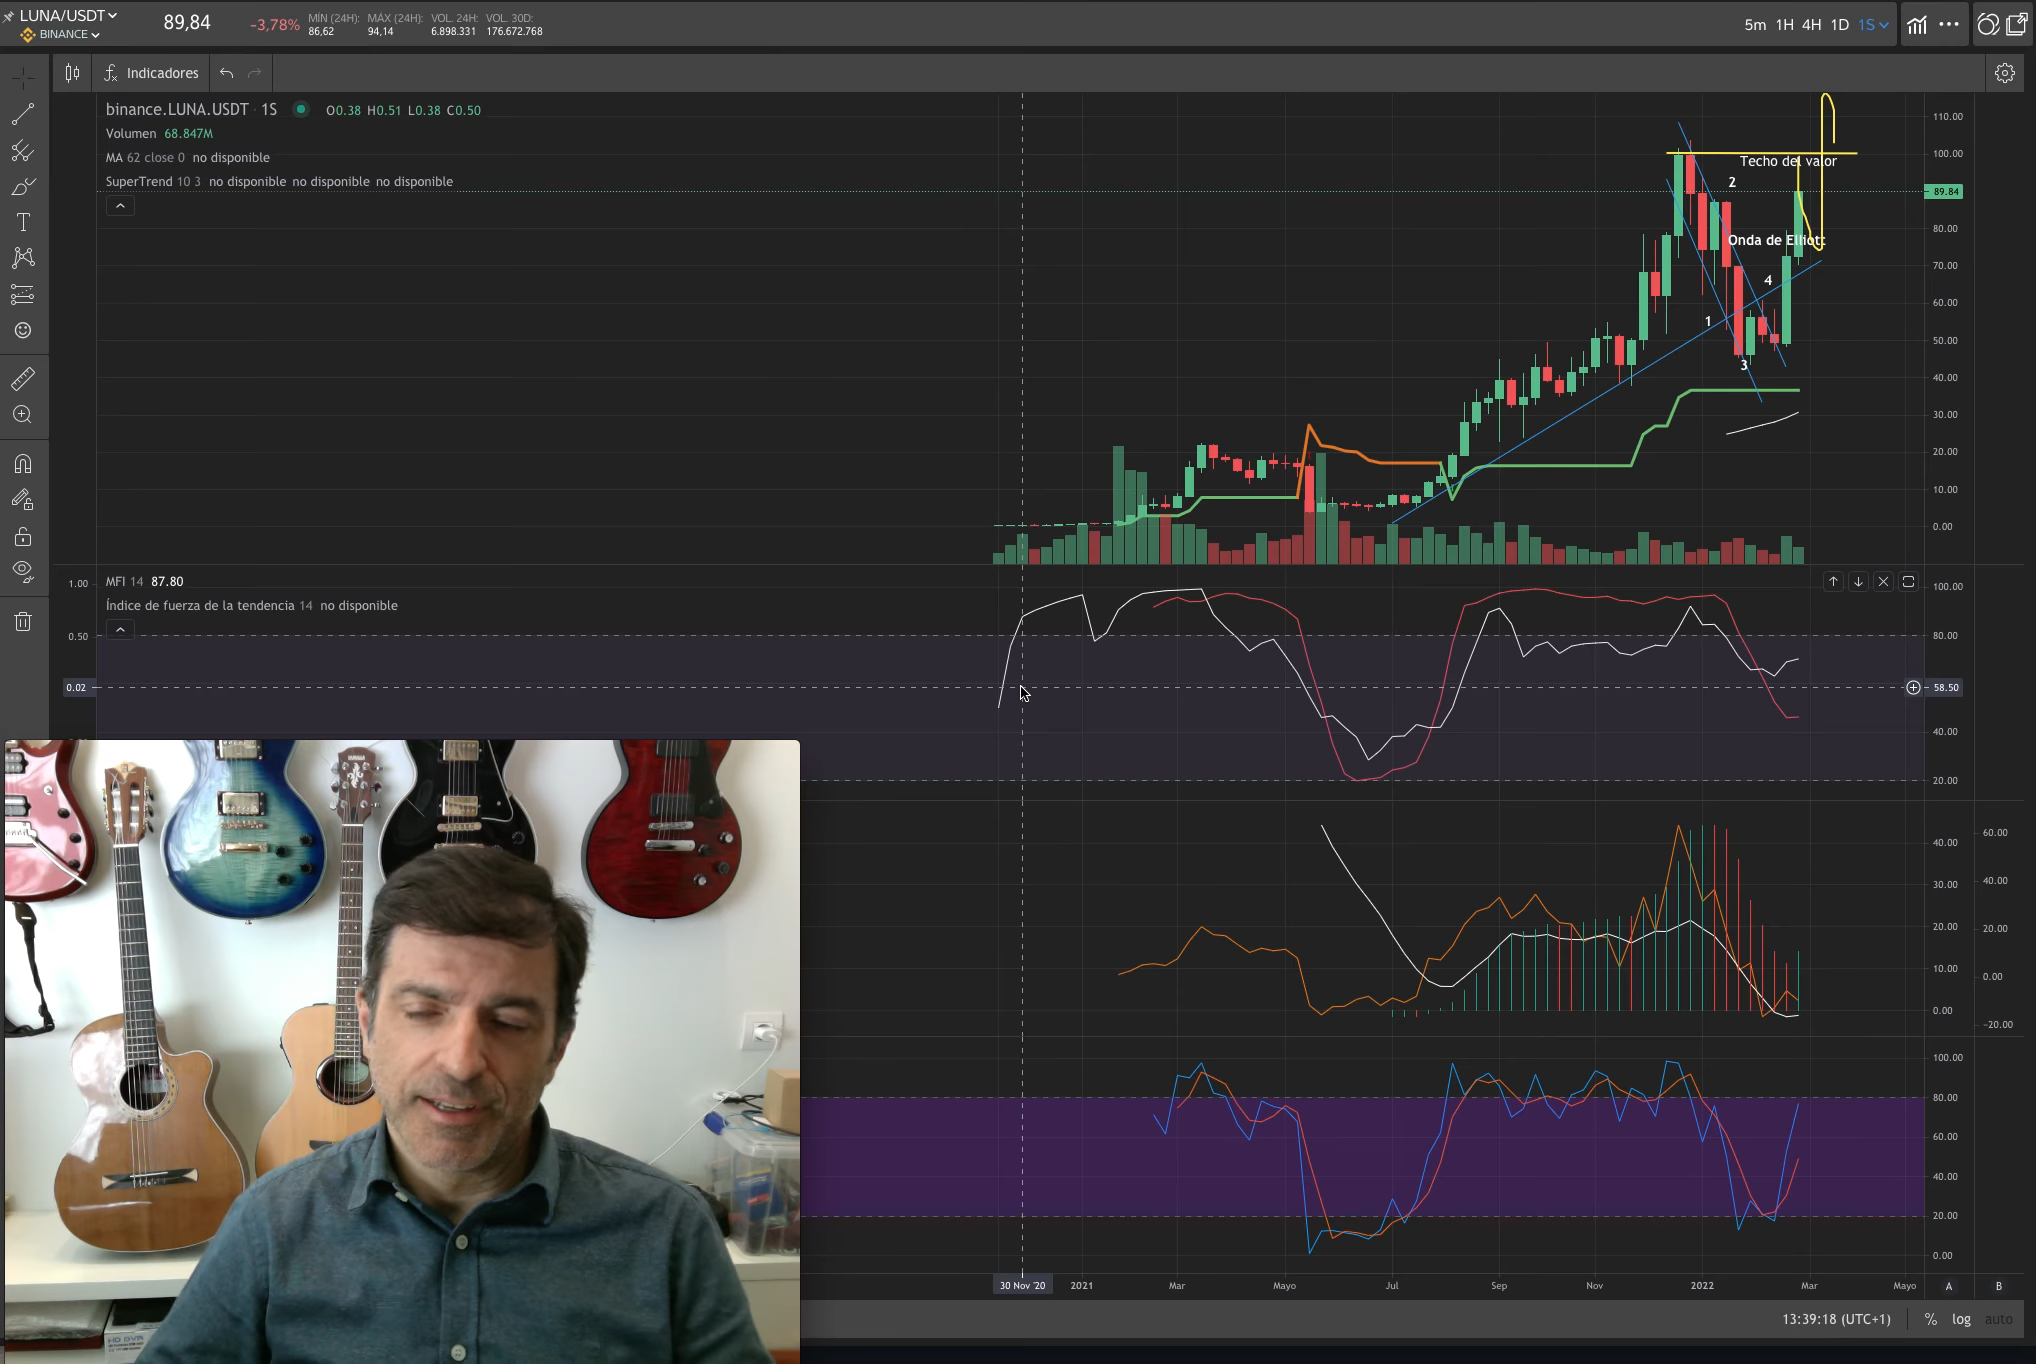 LUNA/USDT
BINANCE
89,84
-3,78%
MÍN (24H): MÁX (24H): VOL. 24H: VOL. 30D:
86,62 94,14 6.898.331 176.672.768
5m 1H 4H 1D 1S
Indicadores
binance.LUNA.USDT · 1S O0.38 H0.51 L0.38 C0.50
Volumen 68.847M
MA 62 close 0 no disponible
SuperTrend 10 3 no disponible no disponible no disponible
110.00
100.00
Techo del valor
2
89.84
80.00
Onda de Elliott
70.00
4
60.00
1
50.00
3
40.00
30.00
20.00
10.00
0.00
MFI 14 87.80
1.00
100.00
Índice de fuerza de la tendencia 14 no disponible
0.50
80.00
0.02
58.50
40.00
20.00
60.00
40.00
40.00
30.00
20.00
20.00
10.00
0.00
0.00
-20.00
100.00
80.00
60.00
40.00
20.00
0.00
30 Nov '20 2021 Mar Mayo Jul Sep Nov 2022 Mar Mayo A B
13:39:18 (UTC+1) % log auto